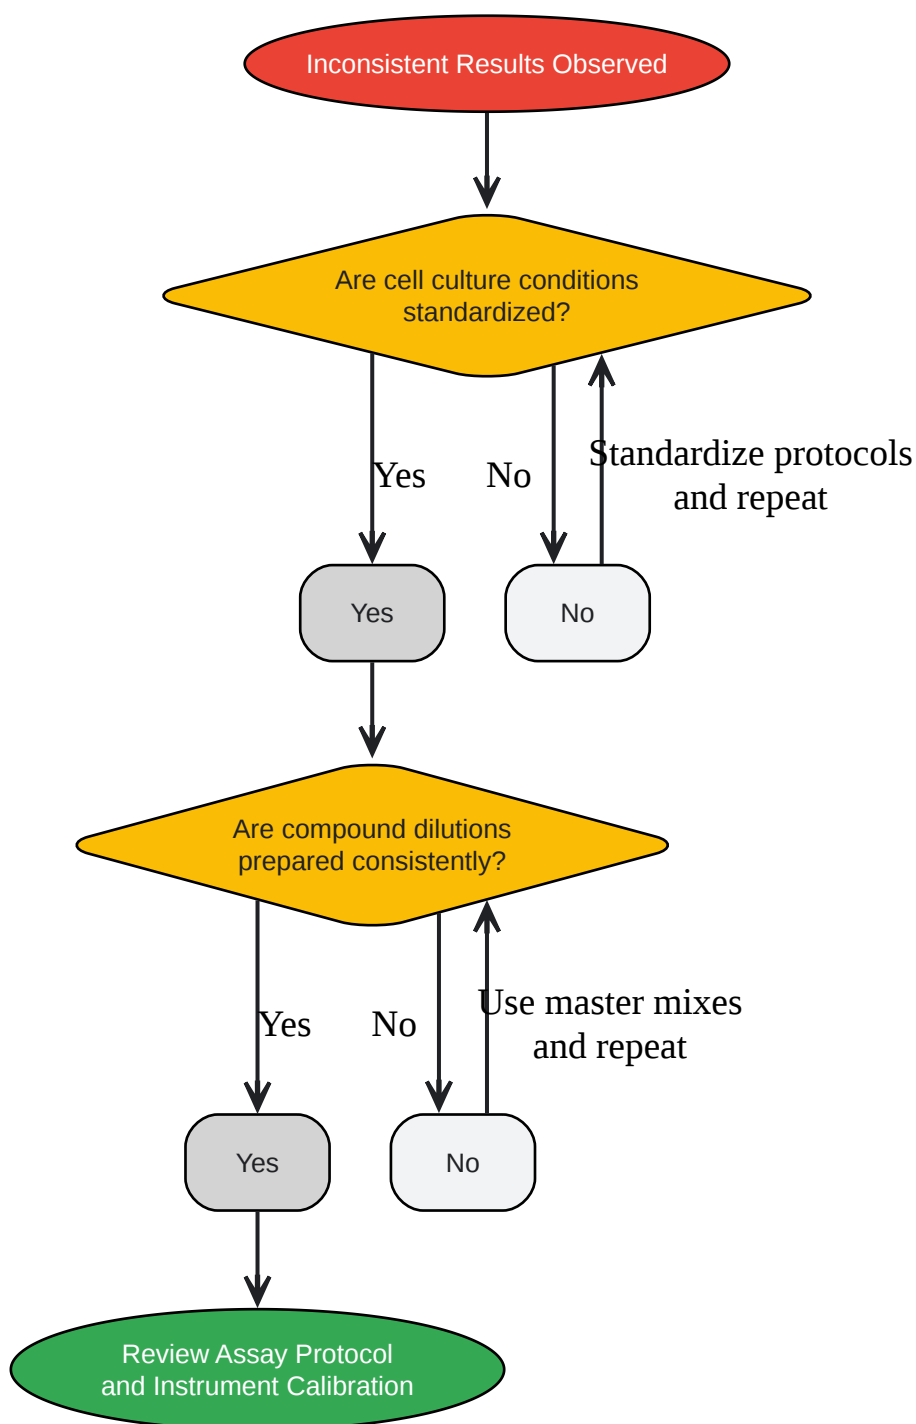 Inconsistent Results Observed
Are cell culture conditions
standardized?
Yes
No
Standardize protocols
and repeat
Yes
No
Are compound dilutions
prepared consistently?
Yes
No
Use master mixes
and repeat
Yes
No
Review Assay Protocol
and Instrument Calibration